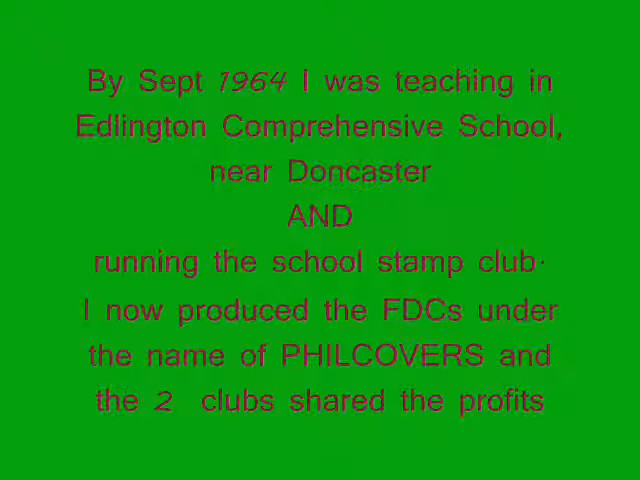 By Sept 1964 I was teaching in
Edlington Comprehensive School,
near Doncaster
AND
running the school stamp club.
I now produced the FDCs under
the name of PHILCOVERS and
the 2 clubs shared the profits